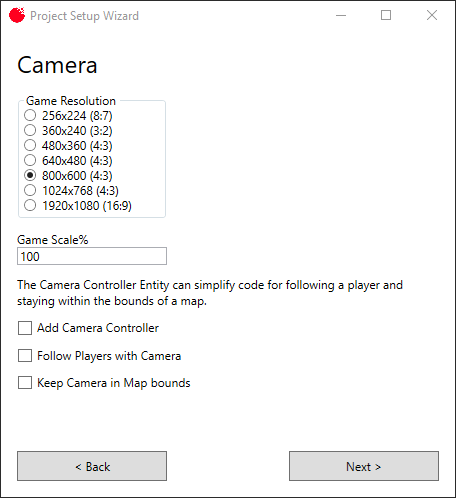 Project Setup Wizard
Camera
Game Resolution
256x224 (8:7)
360x240 (3:2)
480x360 (4:3)
640x480 (4:3)
800x600 (4:3)
1024x768 (4:3)
1920x1080 (16:9)
Game Scale%
100
The Camera Controller Entity can simplify code for following a player and
staying within the bounds of a map.
Add Camera Controller
Follow Players with Camera
Keep Camera in Map bounds
< Back
Next >